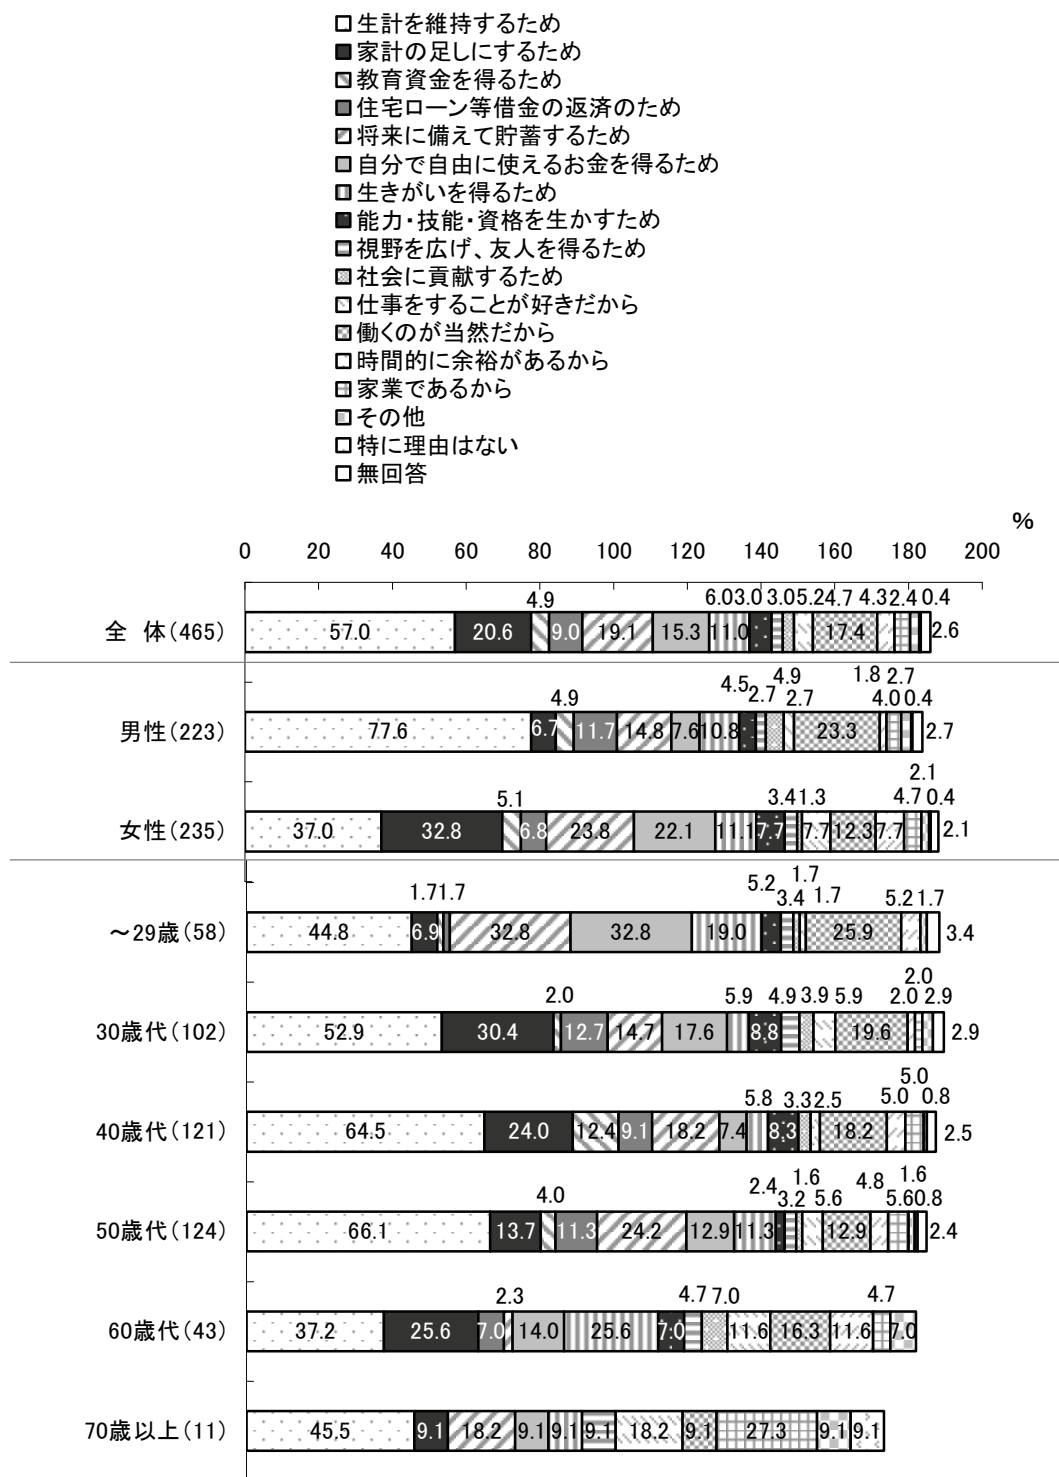 生計を維持するため
家計の足しにするため
教育資金を得るため
住宅ローン等借金の返済のため
将来に備えて貯蓄するため
自分で自由に使えるお金を得るため
生きがいを得るため
能力・技能・資格を生かすため
視野を広げ、友人を得るため
社会に貢献するため
仕事をすることが好きだから
働くのが当然だから
時間的に余裕があるから
家業であるから
その他
特に理由はない
無回答
%
0 20 40 60 80 100 120 140 160 180 200
4.9 6.0 3.0 3.0 5.2 4.7 4.3 2.4 0.4
全 体(465) 57.0 20.6 9.0 19.1 15.3 11.0 17.4 2.6
1.8 2.7
4.9 4.5 2.7 4.9 2.7 4.0 0.4
男性(223) 77.6 6.7 11.7 14.8 7.6 10.8 23.3 2.7
2.1
5.1 3.4 1.3 4.7 0.4
女性(235) 37.0 32.8 6.8 23.8 22.1 11.1 7.7 7.7 12.3 7.7 2.1
1.7
1.7 1.7 5.2 3.4 1.7 5.2 1.7
～29歳(58) 44.8 6.9 32.8 32.8 19.0 25.9 3.4
2.0
2.0 5.9 4.9 3.9 5.9 2.0 2.9
30歳代(102) 52.9 30.4 12.7 14.7 17.6 8.8 19.6 2.9
5.0
5.8 3.3 2.5 5.0 0.8
40歳代(121) 64.5 24.0 12.4 9.1 18.2 7.4 8.3 18.2 2.5
1.6 4.8 1.6
4.0 2.4 3.2 5.6 5.6 0.8
50歳代(124) 66.1 13.7 11.3 24.2 12.9 11.3 12.9 2.4
2.3 4.7 7.0 4.7
60歳代(43) 37.2 25.6 7.0 14.0 25.6 7.0 11.6 16.3 11.6 7.0
70歳以上(11) 45.5 9.1 18.2 9.1 9.1 9.1 18.2 9.1 27.3 9.1 9.1